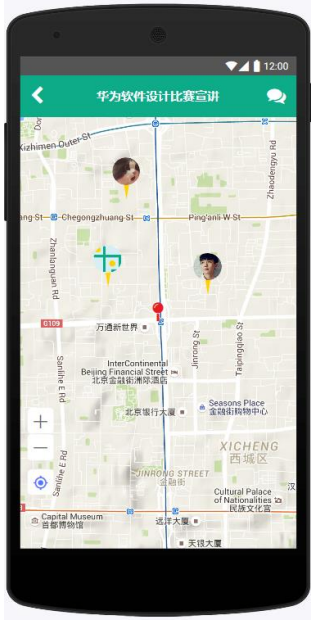 12:00
华为软件设计比赛宣讲
Xizhimen Outer St
Zhaodengyu Rd
ang St
Chegongzhuang St
Ping'anli W St
Zhanlanguan Rd
G109
万通新世界
Sanlihe E Rd
Jinrong St
Taipingqiao St
InterContinental
Beijing Financial Street
北京金融街洲际酒店
Seasons Place
金融街购物中心
北京银行大厦
XICHENG
西城区
JINRONG STREET
金融街
Sanlihe E Rd
Cultural Palace
of Nationalities
民族文化宫
汉
Capital Museum
首都博物馆
远洋大厦
天银大厦